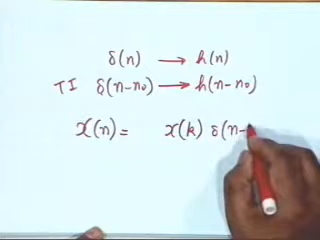 δ(n) → h(n)
TI δ(n-n₀) → h(n-n₀)
x(n) = x(k) δ(n-